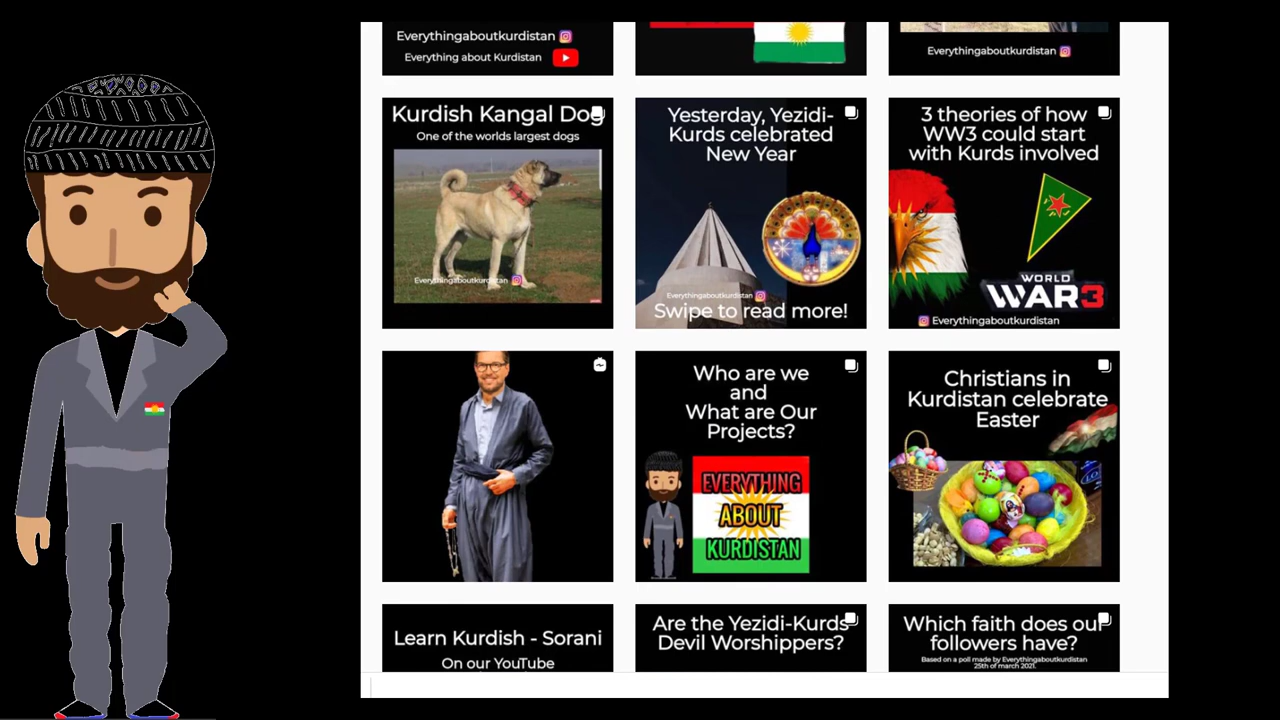 Everythingaboutkurdistan
Everything about Kurdistan
Everythingaboutkurdistan
Kurdish Kangal Dog
One of the worlds largest dogs
Everythingaboutkurdistan
Yesterday, Yezidi-
Kurds celebrated
New Year
Everythingaboutkurdistan
Swipe to read more!
3 theories of how
WW3 could start
with Kurds involved
WORLD
WAR3
Everythingaboutkurdistan
Who are we
and
What are Our
Projects?
EVERYTHING
ABOUT
KURDISTAN
Christians in
Kurdistan celebrate
Easter
Learn Kurdish - Sorani
On our YouTube
Are the Yezidi-Kurds
Devil Worshippers?
Which faith does our
followers have?
Based on a poll made by Everythingaboutkurdistan
25th of march 2021.